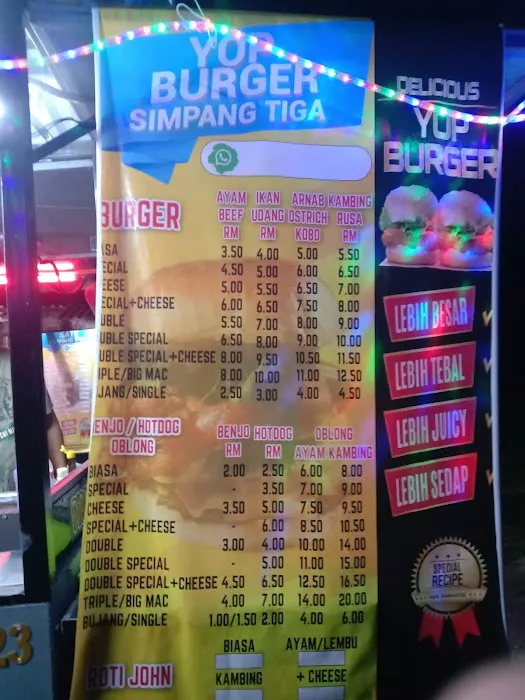 YOP
BURGER
SIMPANG TIGA
BURGER
AYAM IKAN ARNAB KAMBING
BEEF UDANG OSTRICH RUSA
RM RM KOBO RM
ASA 3.50 4.00 5.00 5.50
ECIAL 4.50 5.00 6.00 6.50
EESE 5.00 5.50 6.50 7.00
ECIAL+CHEESE 6.00 6.50 7.50 8.00
UBLE 5.50 7.00 8.00 9.00
UBLE SPECIAL 6.50 8.00 9.00 10.00
UBLE SPECIAL+CHEESE 8.00 9.50 10.50 11.50
IPLE/BIG MAC 8.00 10.00 11.00 12.50
JANG/SINGLE 2.50 3.00 4.00 4.50
ENJO / HOTDOG
OBLONG
BENJO HOTDOG OBLONG
RM RM AYAM KAMBING
BIASA 2.00 2.50 6.00 8.00
SPECIAL - 3.50 7.00 9.00
CHEESE 3.50 5.00 7.50 9.50
SPECIAL+CHEESE - 6.00 8.50 10.50
DOUBLE 3.00 4.00 10.00 14.00
DOUBLE SPECIAL - 5.00 11.00 15.00
DOUBLE SPECIAL+CHEESE 4.50 6.50 12.50 16.50
TRIPLE/BIG MAC 4.00 7.00 14.00 20.00
BUJANG/SINGLE 1.00/1.50 2.00 4.00 6.00
ROTI JOHN
BIASA AYAM/LEMBU
KAMBING + CHEESE
DELICIOUS
YUP
BURGER
LEBIH BESAR
LEBIH TEBAL
LEBIH JUICY
LEBIH SEDAP
SPECIAL
RECIPE
23